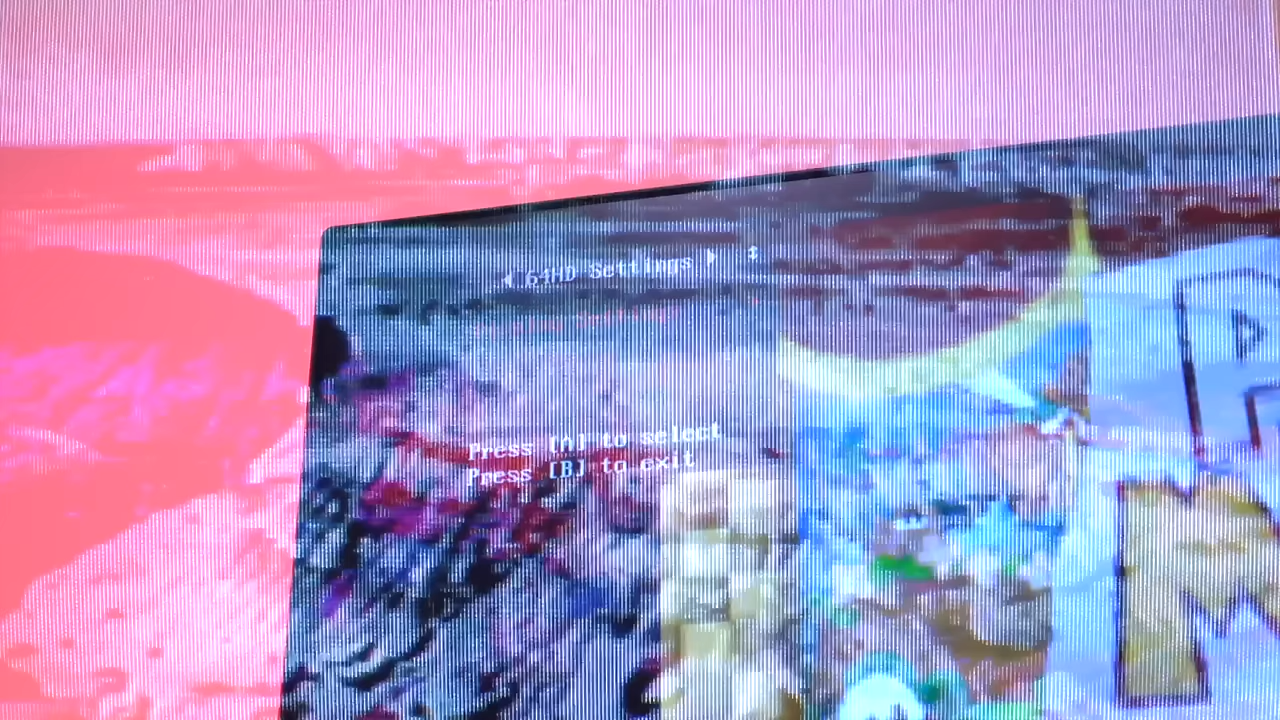 ◀ 64HD Settings ▶ ↕
Press [A] to select
Press [B] to exit